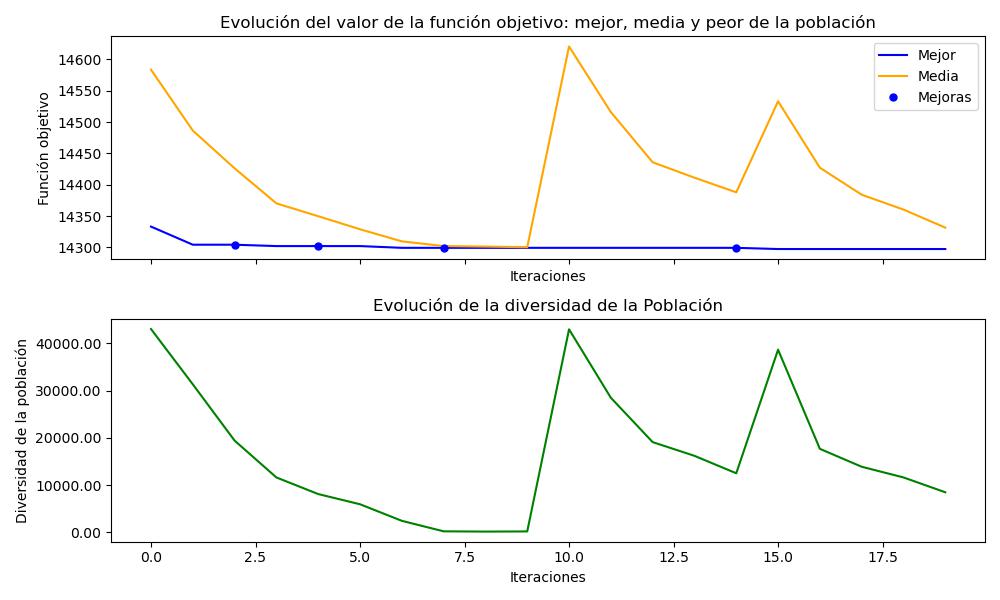 Evolución del valor de la función objetivo: mejor, media y peor de la población
Función objetivo
14600
14550
14500
14450
14400
14350
14300
Mejor
Media
Mejoras
Iteraciones
Evolución de la diversidad de la Población
Diversidad de la población
40000.00
30000.00
20000.00
10000.00
0.00
0.0 2.5 5.0 7.5 10.0 12.5 15.0 17.5
Iteraciones